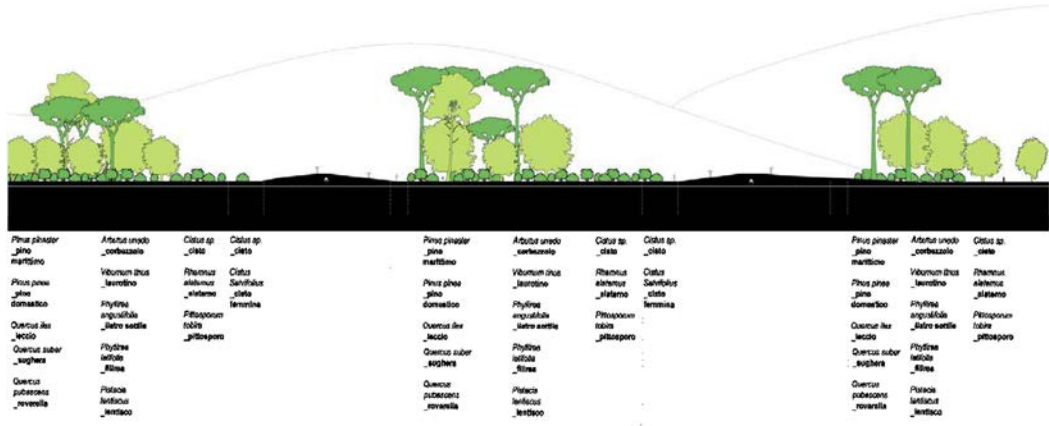 Pinus pinaster
_pino
marittimo
Pinus pinea
_pino
domestico
Quercus ilex
_leccio
Quercus suber
_sughera
Quercus
pubescens
_roverella
Arbutus unedo
_corbezzolo
Viburnum tinus
_laurotino
Phyllirea
angustifolia
_ilatro sottile
Phyllirea
latifolia
_fillirea
Pistacia
lentiscus
_lentisco
Cistus sp.
_cisto
Rhamnus
alaternus
_alaterno
Pittosporum
tobira
_pittosporo
Cistus sp.
_cisto
Cistus
Salvifolius
_cisto
femmina
Pinus pinaster
_pino
marittimo
Pinus pinea
_pino
domestico
Quercus ilex
_leccio
Quercus suber
_sughera
Quercus
pubescens
_roverella
Arbutus unedo
_corbezzolo
Viburnum tinus
_laurotino
Phyllirea
angustifolia
_ilatro sottile
Phyllirea
latifolia
_fillirea
Pistacia
lentiscus
_lentisco
Cistus sp.
_cisto
Rhamnus
alaternus
_alaterno
Pittosporum
tobira
_pittosporo
Cistus sp.
_cisto
Cistus
Salvifolius
_cisto
femmina
Pinus pinaster
_pino
marittimo
Pinus pinea
_pino
domestico
Quercus ilex
_leccio
Quercus suber
_sughera
Quercus
pubescens
_roverella
Arbutus unedo
_corbezzolo
Viburnum tinus
_laurotino
Phyllirea
angustifolia
_ilatro sottile
Phyllirea
latifolia
_fillirea
Pistacia
lentiscus
_lentisco
Cistus sp.
_cisto
Rhamnus
alaternus
_alaterno
Pittosporum
tobira
_pittosporo